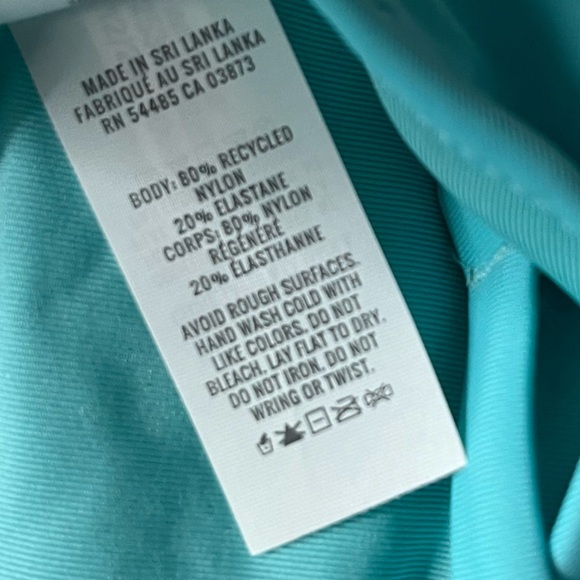 MADE IN SRI LANKA
FABRIQUÉ AU SRI LANKA
RN 54485 CA 03873
BODY: 80% RECYCLED
NYLON
20% ELASTANE
CORPS: 80% NYLON
RÉGÉNÉRÉ
20% ÉLASTHANNE
AVOID ROUGH SURFACES.
HAND WASH COLD WITH
LIKE COLORS. DO NOT
BLEACH. LAY FLAT TO DRY.
DO NOT IRON. DO NOT
WRING OR TWIST.